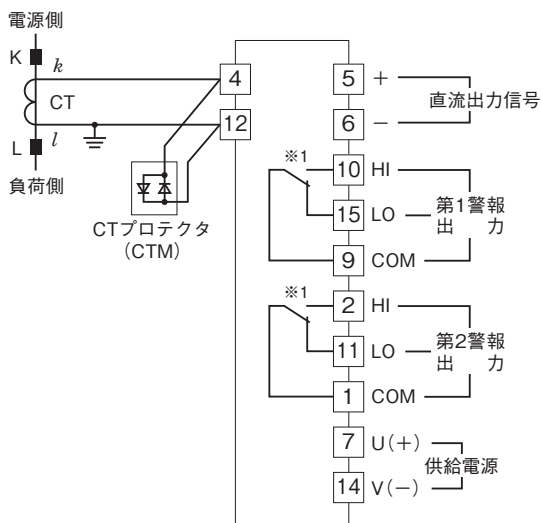 電源側
K k
CT
L l
負荷側
CTプロテクタ
(CTM)
4
12
5 +
6 −
直流出力信号
※1
10 HI
15 LO
9 COM
第1警報
出 力
※1
2 HI
11 LO
1 COM
第2警報
出 力
7 U(+)
14 V(−)
供給電源